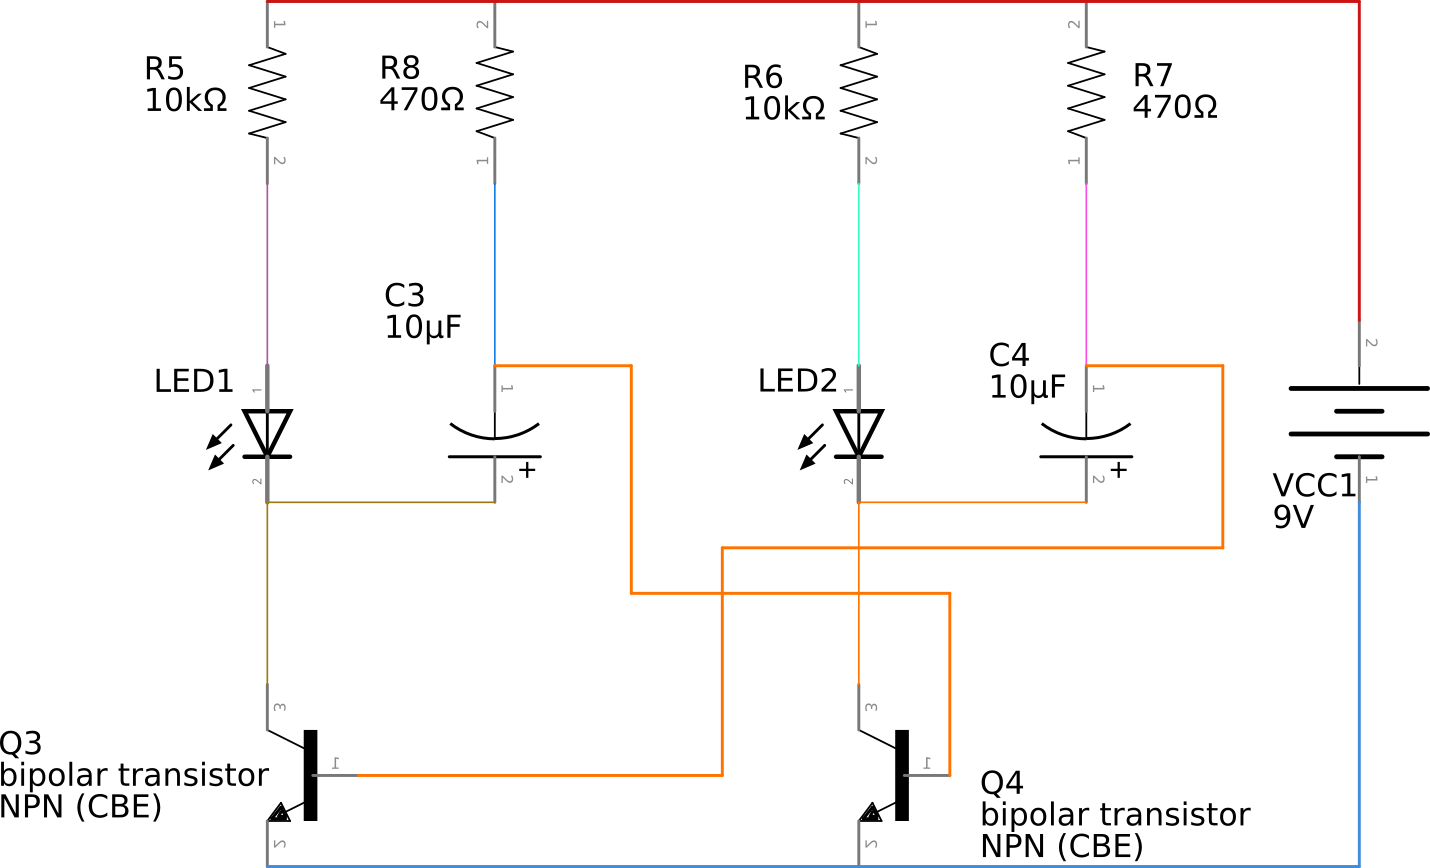 1
2
1
2
R5
10kΩ
R8
470Ω
R6
10kΩ
R7
470Ω
2
1
2
1
C3
10µF
2
C4
10µF
LED1
1
1
LED2
1
1
2
2
+
2
2
+
1
VCC1
9V
3
3
Q3
bipolar transistor
NPN (CBE)
1
1
Q4
bipolar transistor
NPN (CBE)
2
2